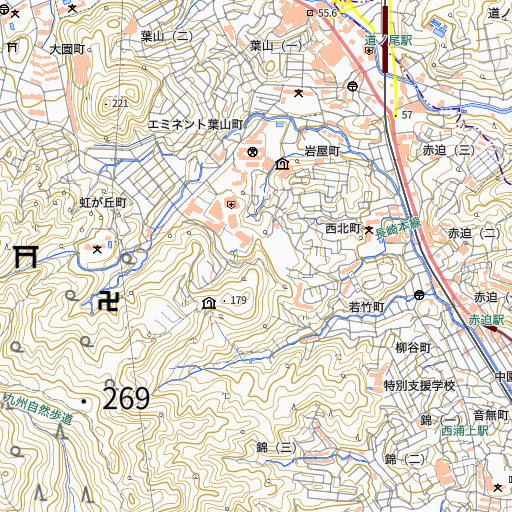 55.6
道ノ
葉山（二）
葉山（一）
道ノ尾駅
大園町
221
57
エミネント葉山町
岩屋町
赤迫（三）
虹が丘町
西北町
長崎本線
赤迫（二）
179
若竹町
赤迫（
赤迫駅
柳谷町
中園
269
特別支援学校
九州自然歩道
錦（一）
音無町
西浦上駅
錦（三）
錦（二）